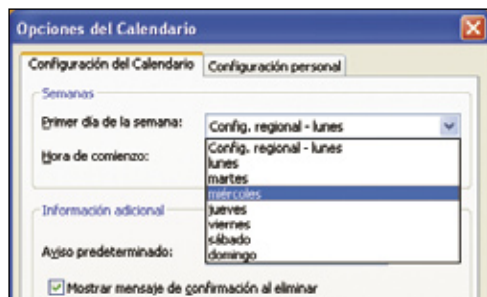 Opciones del Calendario
Configuración del Calendario
Configuración personal
Semanas
Primer día de la semana:
Config. regional - lunes
Hora de comienzo:
Config. regional - lunes
lunes
martes
miércoles
jueves
viernes
sábado
domingo
Información adicional
Aviso predeterminado:
Mostrar mensaje de confirmación al eliminar